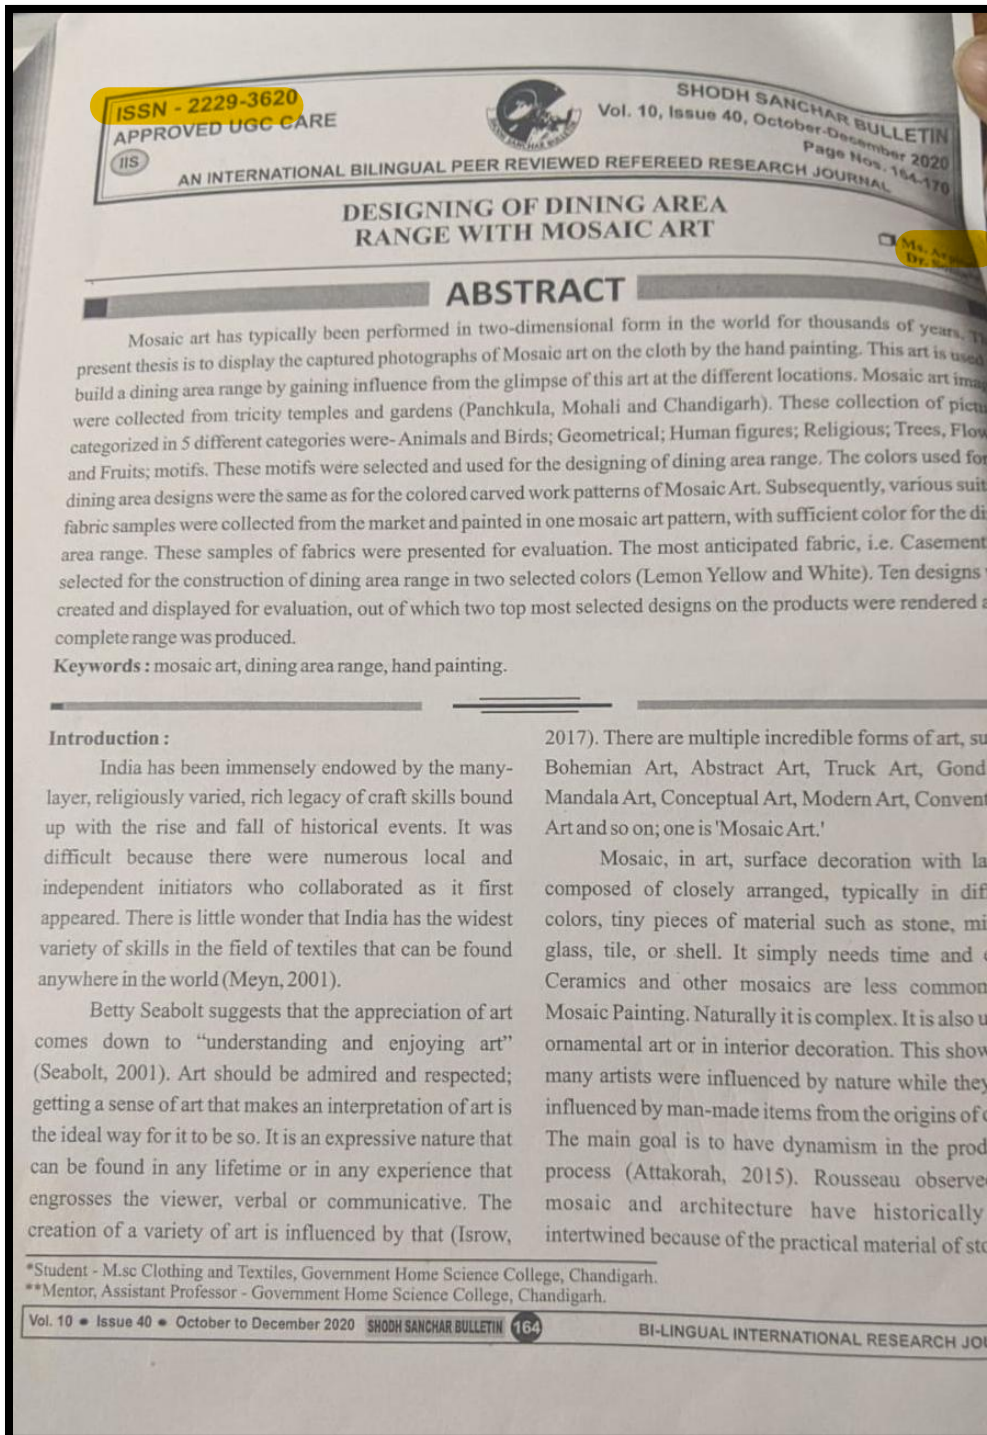 ISSN - 2229-3620
APPROVED UGC CARE
IIS
SHODH SANCHAR BULLETIN
Vol. 10, Issue 40, October-December 2020
Page Nos. 164-170
AN INTERNATIONAL BILINGUAL PEER REVIEWED REFEREED RESEARCH JOURNAL
DESIGNING OF DINING AREA
RANGE WITH MOSAIC ART
Ms.
Dr.
ABSTRACT
Mosaic art has typically been performed in two-dimensional form in the world for thousands of years.
present thesis is to display the captured photographs of Mosaic art on the cloth by the hand painting. This art is used
build a dining area range by gaining influence from the glimpse of this art at the different locations. Mosaic art
were collected from tricity temples and gardens (Panchkula, Mohali and Chandigarh). These collection of
categorized in 5 different categories were- Animals and Birds; Geometrical; Human figures; Religious; Trees,
and Fruits; motifs. These motifs were selected and used for the designing of dining area range. The colors used for
dining area designs were the same as for the colored carved work patterns of Mosaic Art. Subsequently, various
fabric samples were collected from the market and painted in one mosaic art pattern, with sufficient color for the
area range. These samples of fabrics were presented for evaluation. The most anticipated fabric, i.e. Casement
selected for the construction of dining area range in two selected colors (Lemon Yellow and White). Ten designs
created and displayed for evaluation, out of which two top most selected designs on the products were rendered
complete range was produced.
Keywords : mosaic art, dining area range, hand painting.
Introduction :
India has been immensely endowed by the many-
layer, religiously varied, rich legacy of craft skills bound
up with the rise and fall of historical events. It was
difficult because there were numerous local and
independent initiators who collaborated as it first
appeared. There is little wonder that India has the widest
variety of skills in the field of textiles that can be found
anywhere in the world (Meyn, 2001).
Betty Seabolt suggests that the appreciation of art
comes down to “understanding and enjoying art”
(Seabolt, 2001). Art should be admired and respected;
getting a sense of art that makes an interpretation of art is
the ideal way for it to be so. It is an expressive nature that
can be found in any lifetime or in any experience that
engrosses the viewer, verbal or communicative. The
creation of a variety of art is influenced by that (Isrow,
2017). There are multiple incredible forms of art,
Bohemian Art, Abstract Art, Truck Art, Gond
Mandala Art, Conceptual Art, Modern Art,
Art and so on; one is 'Mosaic Art.'
Mosaic, in art, surface decoration with
composed of closely arranged, typically in
colors, tiny pieces of material such as stone,
glass, tile, or shell. It simply needs time and
Ceramics and other mosaics are less common
Mosaic Painting. Naturally it is complex. It is also
ornamental art or in interior decoration. This
many artists were influenced by nature while they
influenced by man-made items from the origins of
The main goal is to have dynamism in the
process (Attakorah, 2015). Rousseau
mosaic and architecture have historically
intertwined because of the practical material of
*Student - M.sc Clothing and Textiles, Government Home Science College, Chandigarh.
**Mentor, Assistant Professor - Government Home Science College, Chandigarh.
Vol. 10 • Issue 40 • October to December 2020 SHODH SANCHAR BULLETIN 164
BI-LINGUAL INTERNATIONAL RESEARCH